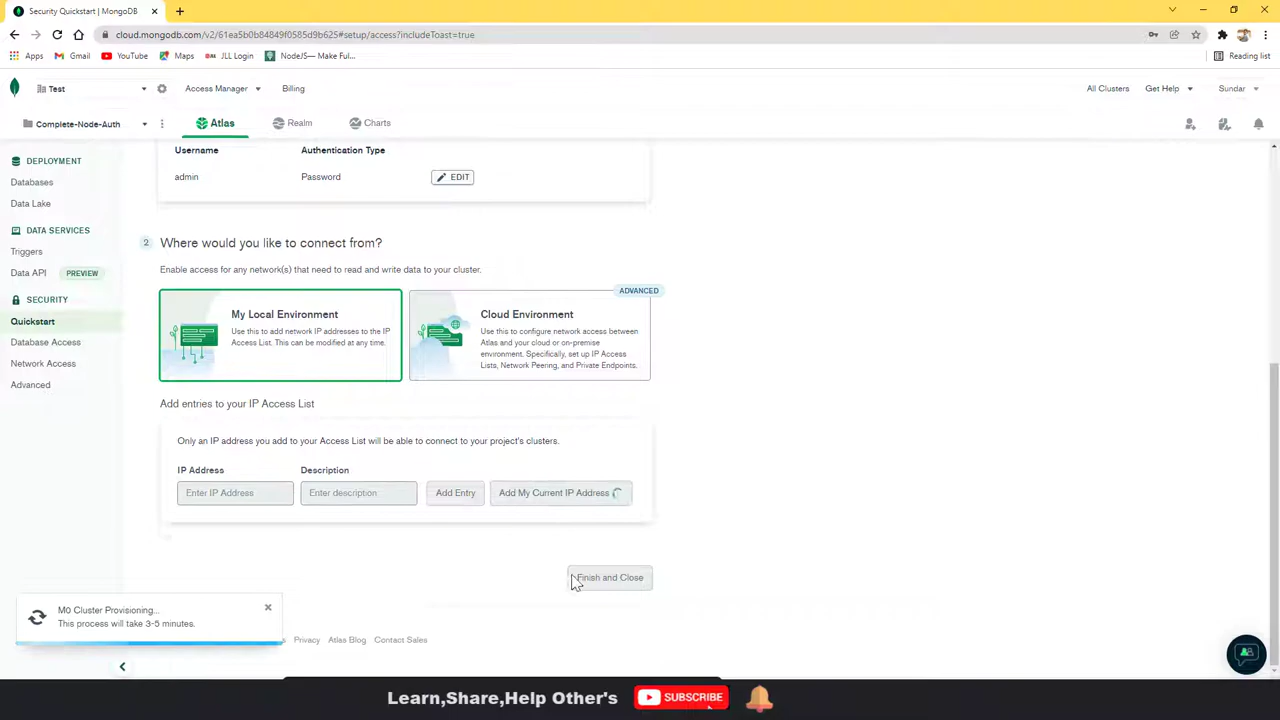 Security Quickstart | MongoDB
cloud.mongodb.com/v2/61ea5b0b84849f0585d9b625#setup/access?includeToast=true
Apps Gmail YouTube Maps JLL Login NodeJS— Make Ful... Reading list
Test Access Manager Billing All Clusters Get Help Sundar
Complete-Node-Auth Atlas Realm Charts
DEPLOYMENT
Databases
Data Lake
DATA SERVICES
Triggers
Data API PREVIEW
SECURITY
Quickstart
Database Access
Network Access
Advanced
Username Authentication Type
admin Password EDIT
2 Where would you like to connect from?
Enable access for any network(s) that need to read and write data to your cluster.
ADVANCED
My Local Environment
Use this to add network IP addresses to the IP
Access List. This can be modified at any time.
Cloud Environment
Use this to configure network access between
Atlas and your cloud or on-premise
environment. Specifically, set up IP Access
Lists, Network Peering, and Private Endpoints.
Add entries to your IP Access List
Only an IP address you add to your Access List will be able to connect to your project's clusters.
IP Address Description
Enter IP Address Enter description Add Entry Add My Current IP Address
Finish and Close
M0 Cluster Provisioning...
This process will take 3-5 minutes.
Privacy Atlas Blog Contact Sales
Learn,Share,Help Other's SUBSCRIBE